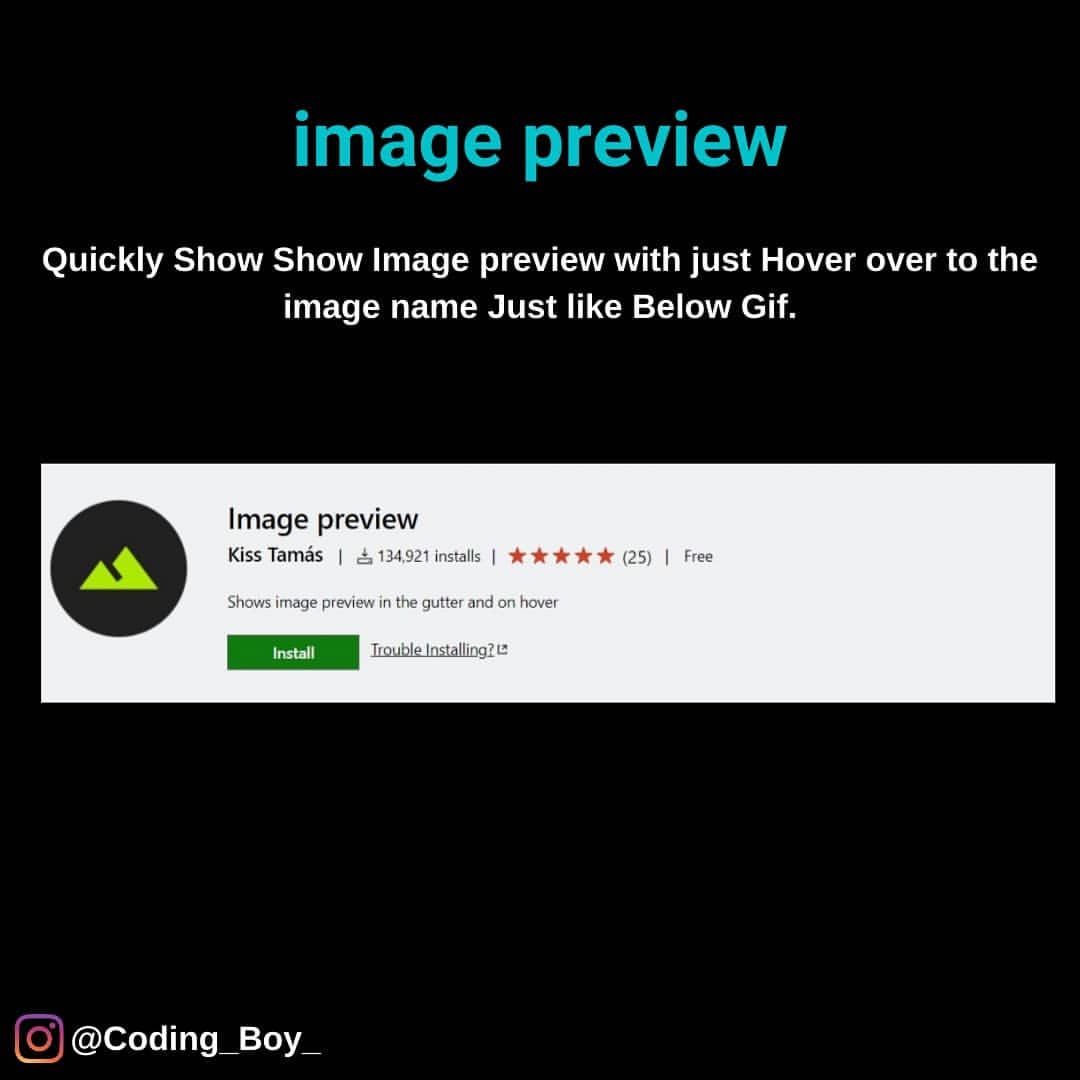 image preview
Quickly Show Show Image preview with just Hover over to the
image name Just like Below Gif.
Image preview
Kiss Tamás | 134,921 installs | ★★★★★ (25) | Free
Shows image preview in the gutter and on hover
Install Trouble Installing?
@Coding_Boy_